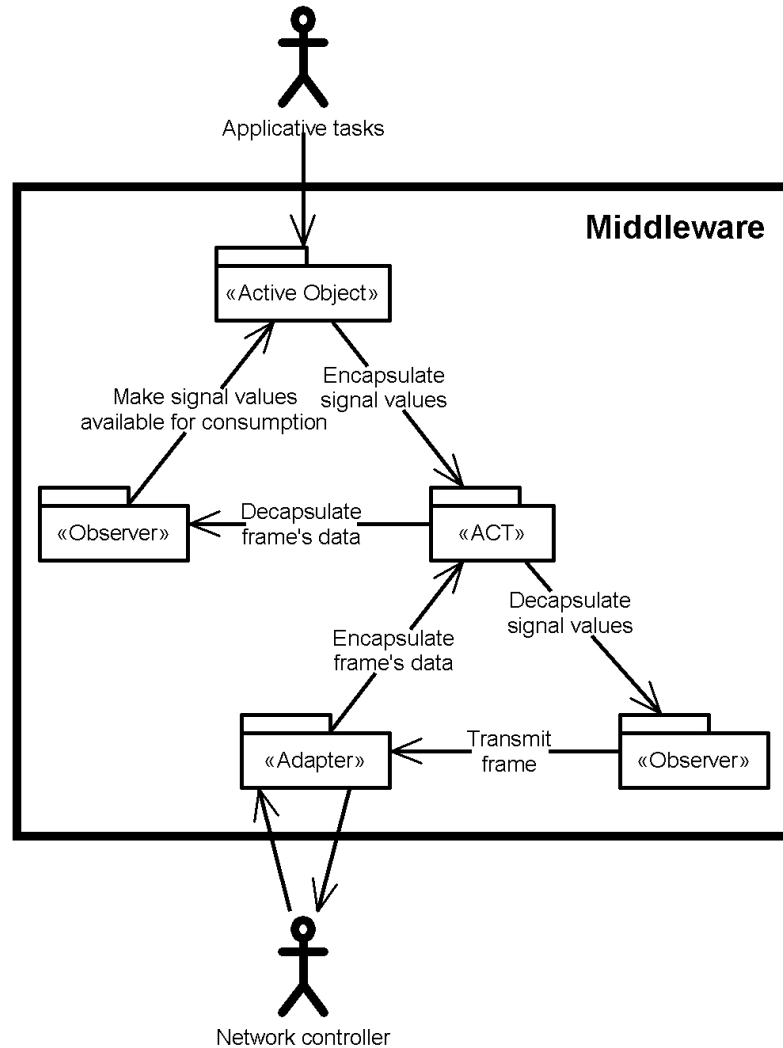 Applicative tasks
Middleware
«Active Object»
Make signal values
available for consumption
Encapsulate
signal values
«Observer»
Decapsulate
frame's data
«ACT»
Encapsulate
frame's data
Decapsulate
signal values
«Adapter»
Transmit
frame
«Observer»
Network controller